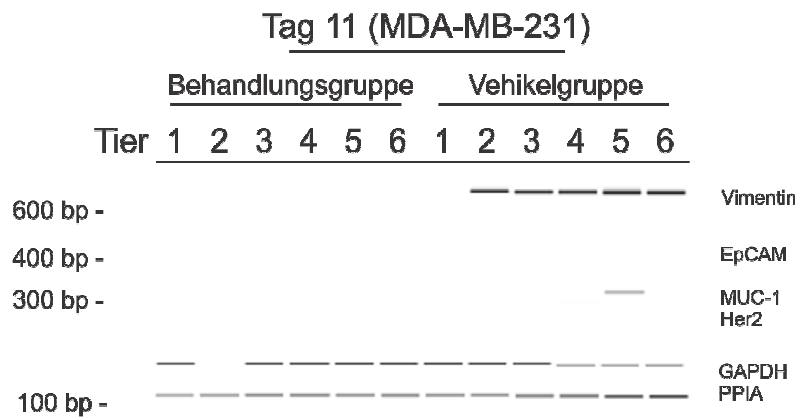 Tag 11 (MDA-MB-231)
Behandlungsgruppe Vehikelgruppe
Tier 1 2 3 4 5 6 1 2 3 4 5 6
600 bp - Vimentin
400 bp - EpCAM
300 bp - MUC-1
Her2
GAPDH
100 bp - PPIA